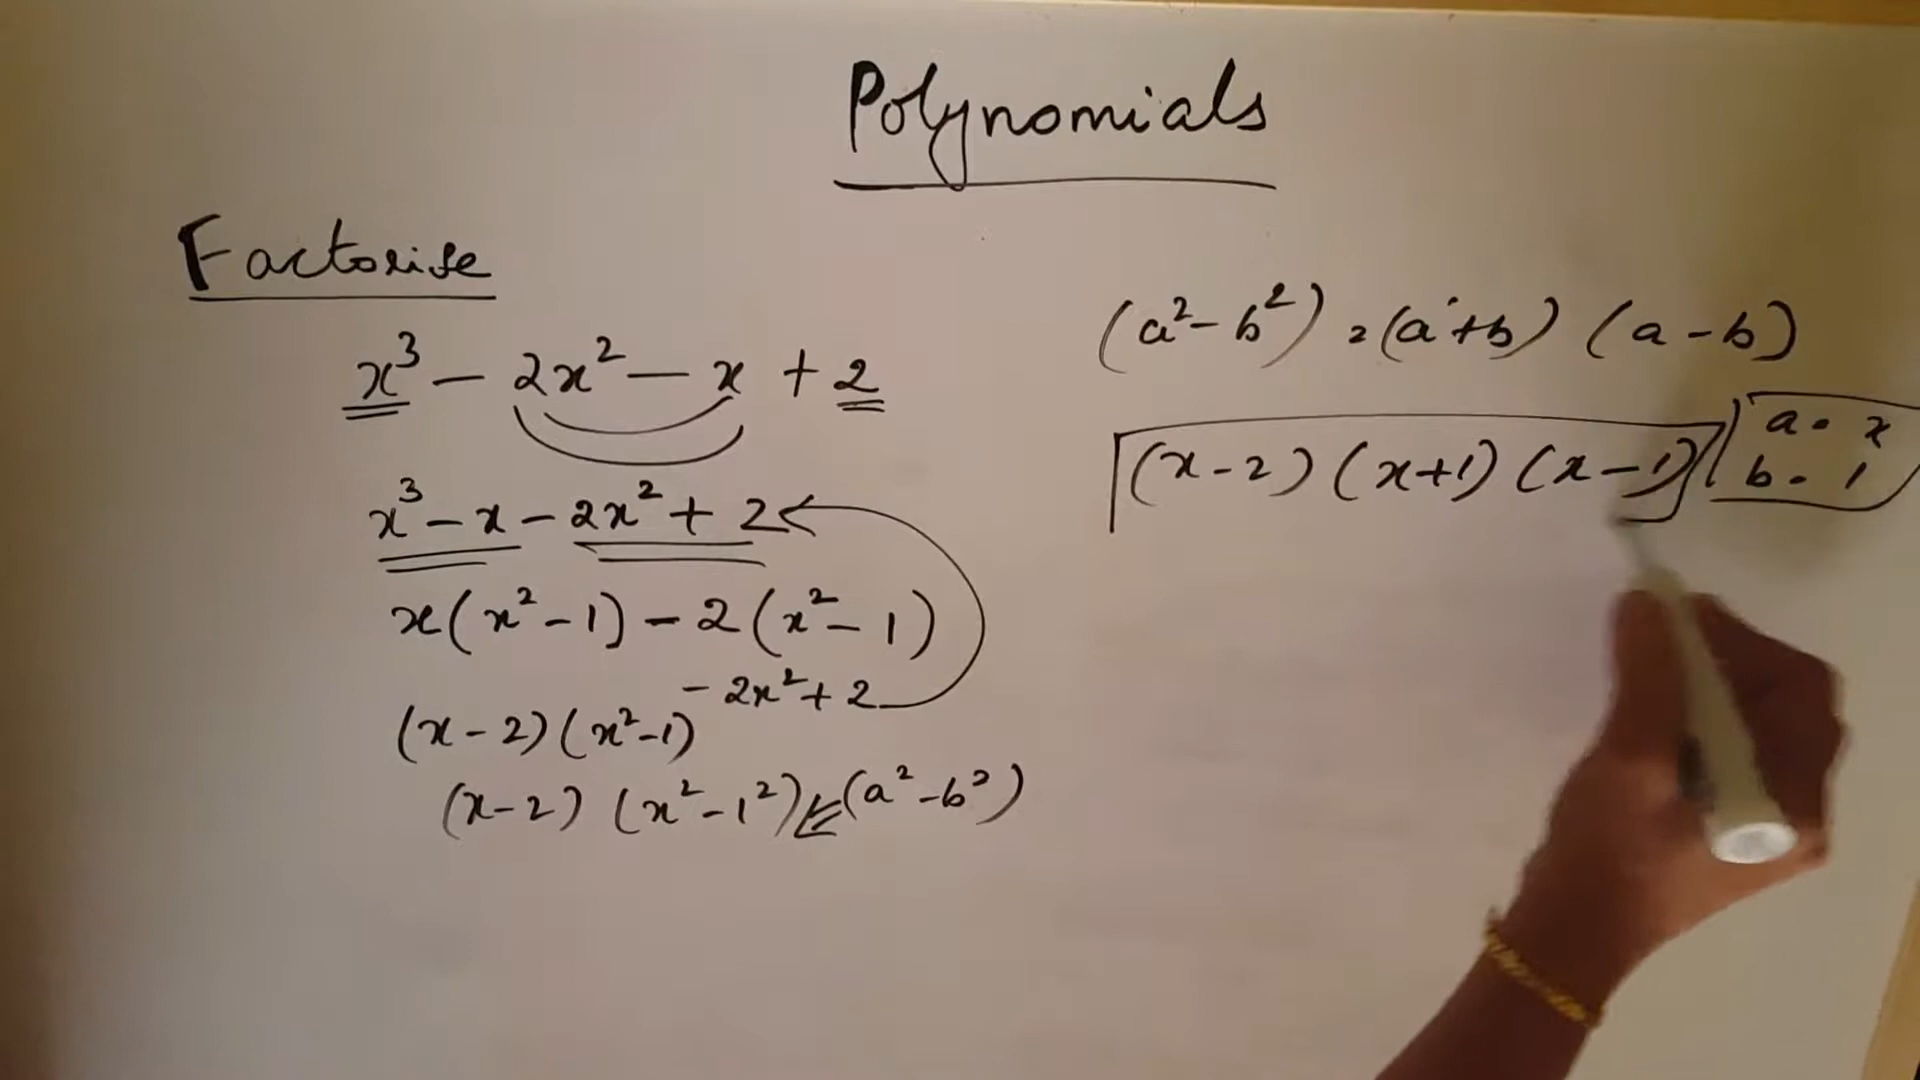 Polynomials
Factorise
x³ - 2x² - x + 2
x³ - x - 2x² + 2
x(x² - 1) - 2(x² - 1)
- 2x² + 2
(x - 2)(x² - 1)
(x - 2) (x² - 1²) (a² - b²)
(a² - b²) = (a + b) (a - b)
(x - 2) (x + 1) (x - 1)
a = x
b = 1